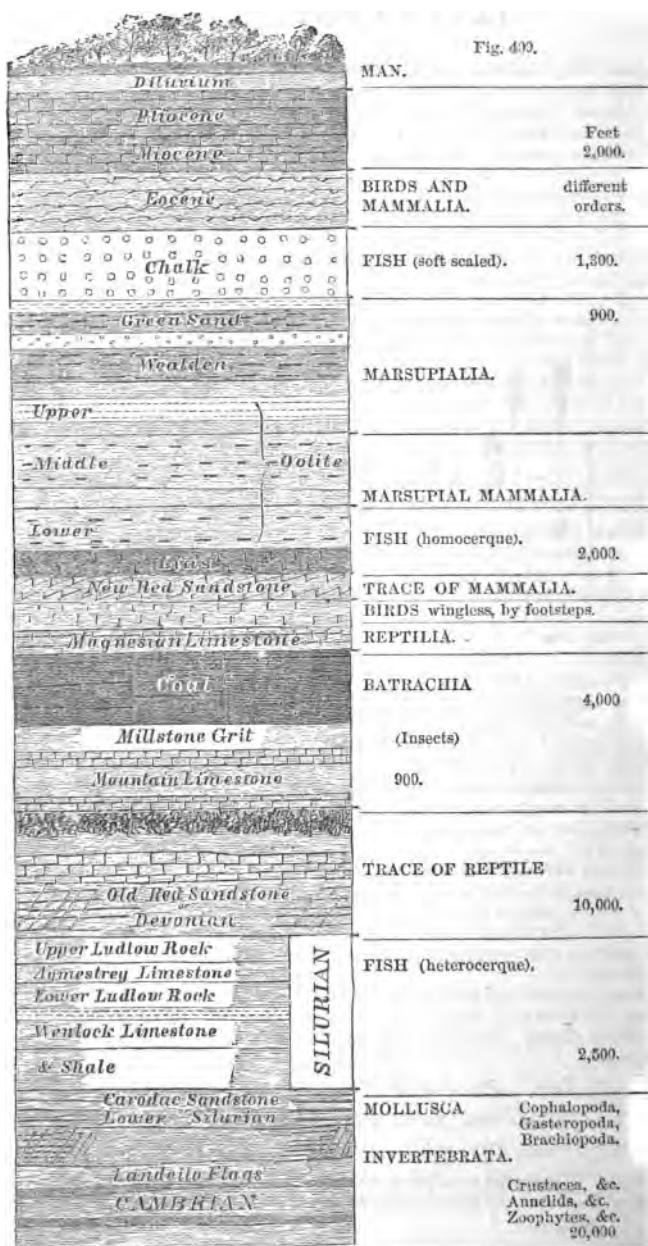 Fig. 400.
MAN.
Diluvium
Pliocene
Feet
Miocene
2,000.
BIRDS AND different
Eocene
MAMMALIA. orders.
Chalk
FISH (soft scaled). 1,300.
Green Sand
900.
Wealden
MARSUPIALIA.
Upper
Middle
Oolite
MARSUPIAL MAMMALIA.
Lower
FISH (homocerque).
2,000.
Lyas
New Red Sandstone
TRACE OF MAMMALIA.
BIRDS wingless, by footsteps.
Magnesian Limestone
REPTILIA.
Coal
BATRACHIA
4,000
Millstone Grit
(Insects)
Mountain Limestone
900.
TRACE OF REPTILE
Old Red Sandstone
or
Devonian
10,000.
Upper Ludlow Rock
Aymestrey Limestone
FISH (heterocerque).
Lower Ludlow Rock
SILURIAN
Wenlock Limestone
& Shale
2,500.
Carodac Sandstone
Lower Silurian
MOLLUSCA Cophalopoda,
Gasteropoda,
Brachiopoda.
INVERTEBRATA.
Landello Flags
CAMBRIAN
Crustacea, &c.
Annelids, &c.
Zoophytes, &c.
20,000